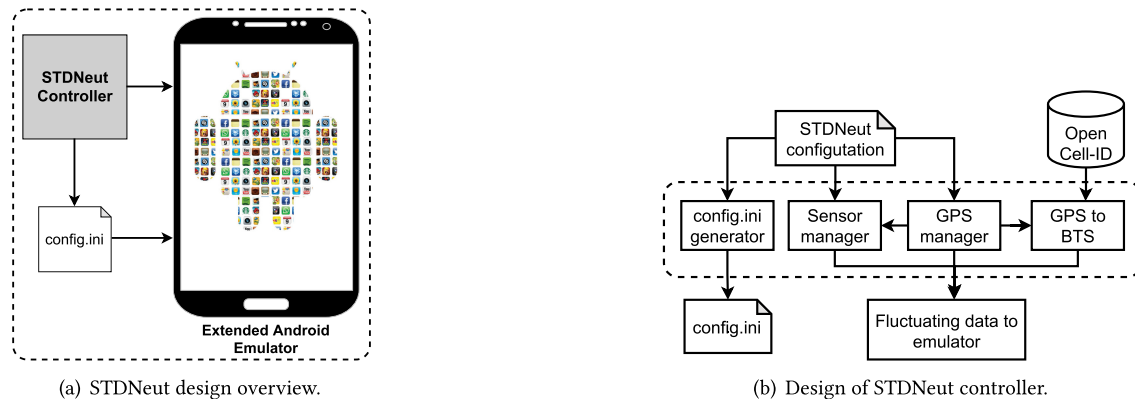 STDNeut
Controller
config.ini
Extended Android
Emulator
(a) STDNeut design overview.
STDNeut
configutation
Open
Cell-ID
config.ini
generator
Sensor
manager
GPS
manager
GPS to
BTS
config.ini
Fluctuating data to
emulator
(b) Design of STDNeut controller.